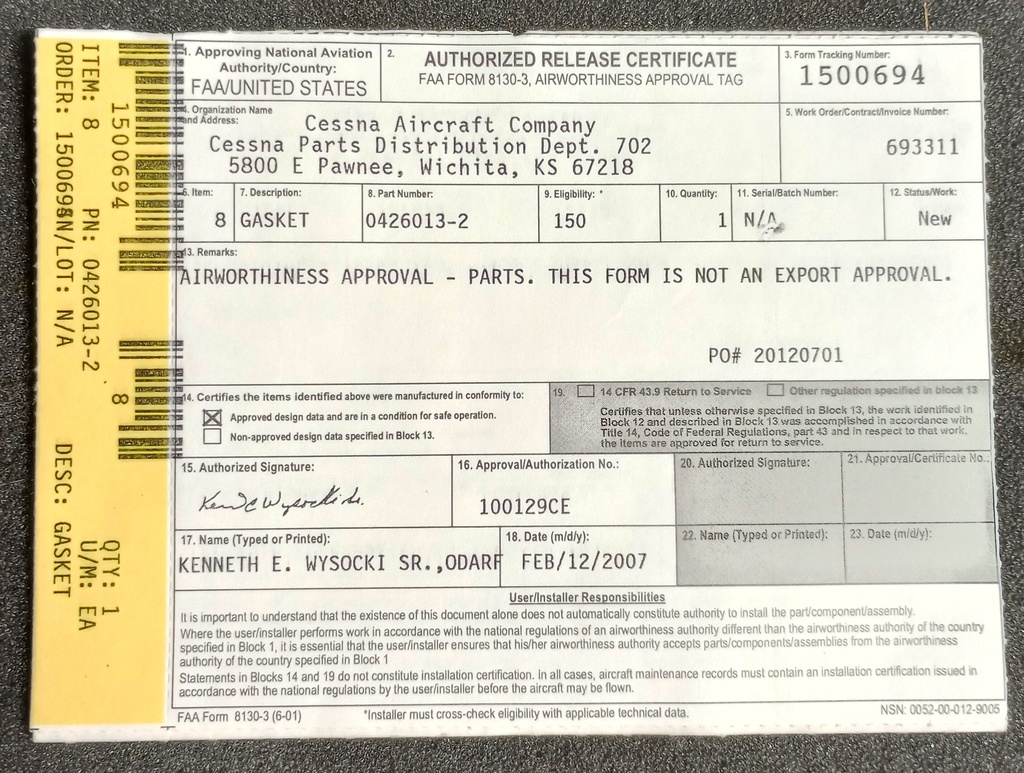 ITEM: 8 PN: 0426013-2 DESC: GASKET
ORDER: 1500694 SN/LOT: N/A
1500694 8
QTY: 1
U/M: EA
1. Approving National Aviation
Authority/Country:
FAA/UNITED STATES
2.
AUTHORIZED RELEASE CERTIFICATE
FAA FORM 8130-3, AIRWORTHINESS APPROVAL TAG
3. Form Tracking Number:
1500694
4. Organization Name
and Address:
Cessna Aircraft Company
Cessna Parts Distribution Dept. 702
5800 E Pawnee, Wichita, KS 67218
5. Work Order/Contract/Invoice Number:
693311
6. Item: 7. Description: 8. Part Number: 9. Eligibility: * 10. Quantity: 11. Serial/Batch Number: 12. Status/Work:
8 GASKET 0426013-2 150 1 N/A New
13. Remarks:
AIRWORTHINESS APPROVAL - PARTS. THIS FORM IS NOT AN EXPORT APPROVAL.
PO# 20120701
14. Certifies the items identified above were manufactured in conformity to:
Approved design data and are in a condition for safe operation.
Non-approved design data specified in Block 13.
19. 14 CFR 43.9 Return to Service Other regulation specified in block 13
Certifies that unless otherwise specified in Block 13, the work identified in
Block 12 and described in Block 13 was accomplished in accordance with
Title 14, Code of Federal Regulations, part 43 and in respect to that work,
the items are approved for return to service.
15. Authorized Signature:
16. Approval/Authorization No.:
100129CE
20. Authorized Signature:
21. Approval/Certificate No.:
17. Name (Typed or Printed):
KENNETH E. WYSOCKI SR.,ODARF
18. Date (m/d/y):
FEB/12/2007
22. Name (Typed or Printed):
23. Date (m/d/y):
User/Installer Responsibilities
It is important to understand that the existence of this document alone does not automatically constitute authority to install the part/component/assembly.
Where the user/installer performs work in accordance with the national regulations of an airworthiness authority different than the airworthiness authority of the country
specified in Block 1, it is essential that the user/installer ensures that his/her airworthiness authority accepts parts/components/assemblies from the airworthiness
authority of the country specified in Block 1
Statements in Blocks 14 and 19 do not constitute installation certification. In all cases, aircraft maintenance records must contain an installation certification issued in
accordance with the national regulations by the user/installer before the aircraft may be flown.
FAA Form 8130-3 (6-01) *Installer must cross-check eligibility with applicable technical data. NSN: 0052-00-012-9005